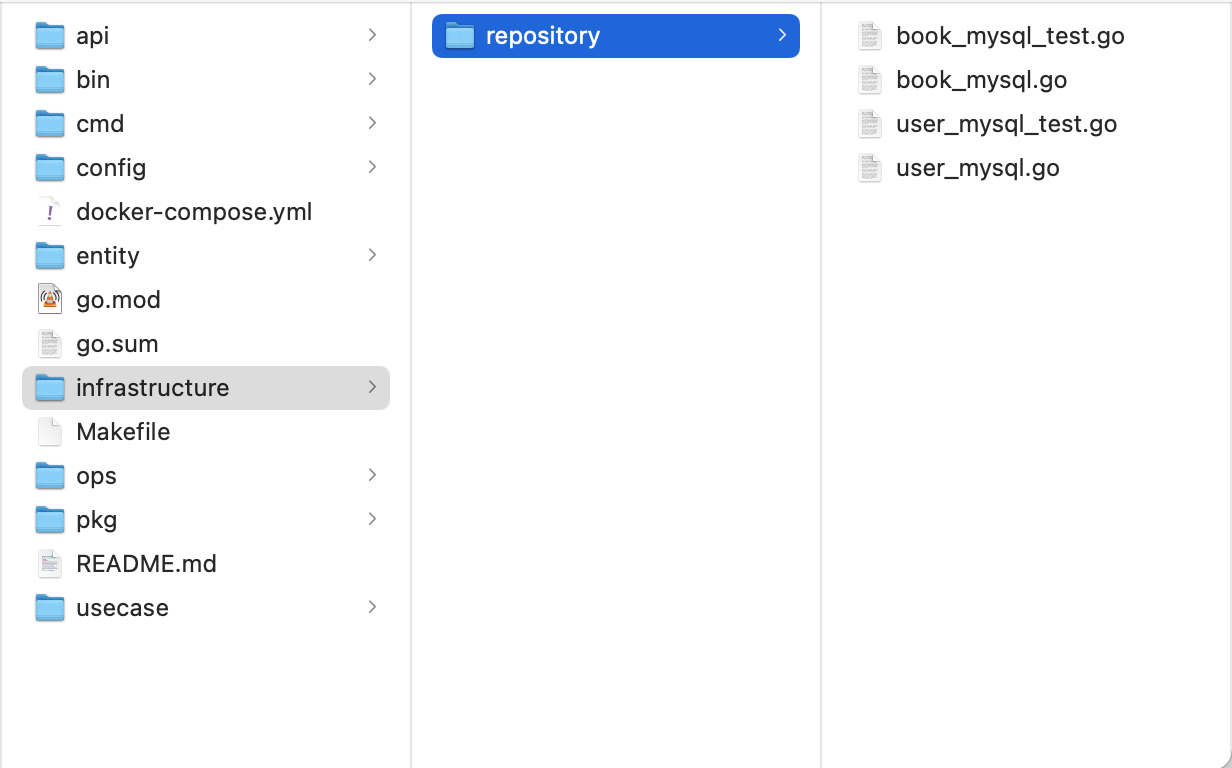 api
bin
cmd
config
docker-compose.yml
entity
go.mod
go.sum
infrastructure
Makefile
ops
pkg
README.md
usecase
repository
book_mysql_test.go
book_mysql.go
user_mysql_test.go
user_mysql.go